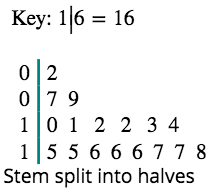 Key: 1|6 = 16
0|2
0|7 9
1|0 1 2 2 3 4
1|5 5 6 6 6 7 7 8
Stem split into halves